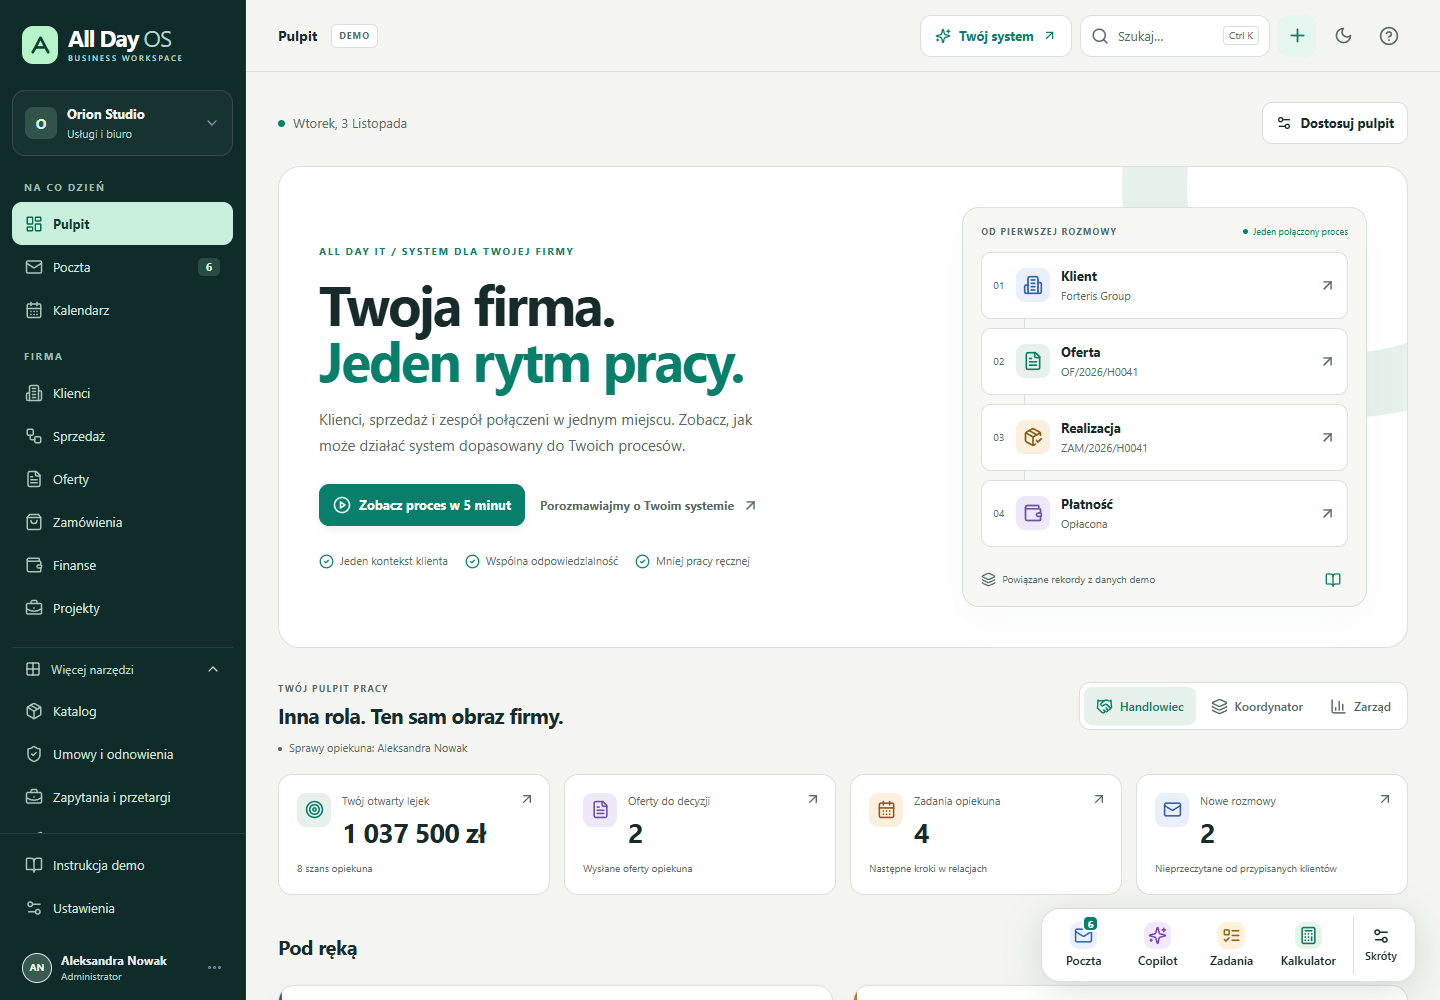 All Day OS
BUSINESS WORKSPACE
O
Orion Studio
Usługi i biuro
NA CO DZIEŃ
Pulpit
Poczta
6
Kalendarz
FIRMA
Klienci
Sprzedaż
Oferty
Zamówienia
Finanse
Projekty
Więcej narzędzi
Katalog
Umowy i odnowienia
Zapytania i przetargi
Instrukcja demo
Ustawienia
AN
Aleksandra Nowak
Administrator
Pulpit
DEMO
Twój system
Szukaj...
Ctrl K
Wtorek, 3 Listopada
Dostosuj pulpit
ALL DAY IT / SYSTEM DLA TWOJEJ FIRMY
Twoja firma.
Jeden rytm pracy.
Klienci, sprzedaż i zespół połączeni w jednym miejscu. Zobacz, jak
może działać system dopasowany do Twoich procesów.
Zobacz proces w 5 minut
Porozmawiajmy o Twoim systemie
Jeden kontekst klienta
Wspólna odpowiedzialność
Mniej pracy ręcznej
OD PIERWSZEJ ROZMOWY
Jeden połączony proces
01
Klient
Forteris Group
02
Oferta
OF/2026/H0041
03
Realizacja
ZAM/2026/H0041
04
Płatność
Opłacona
Powiązane rekordy z danych demo
TWÓJ PULPIT PRACY
Inna rola. Ten sam obraz firmy.
Sprawy opiekuna: Aleksandra Nowak
Handlowiec
Koordynator
Zarząd
Twój otwarty lejek
1 037 500 zł
8 szans opiekuna
Oferty do decyzji
2
Wysłane oferty opiekuna
Zadania opiekuna
4
Następne kroki w relacjach
Nowe rozmowy
2
Nieprzeczytane od przypisanych klientów
Pod ręką
6
Poczta
Copilot
Zadania
Kalkulator
Skróty